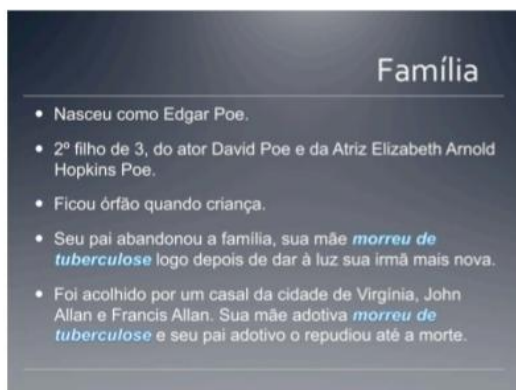 Família
• Nasceu como Edgar Poe.
• 2º filho de 3, do ator David Poe e da Atriz Elizabeth Arnold
Hopkins Poe.
• Ficou órfão quando criança.
• Seu pai abandonou a família, sua mãe morreu de
tuberculose logo depois de dar à luz sua irmã mais nova.
• Foi acolhido por um casal da cidade de Virgínia, John
Allan e Francis Allan. Sua mãe adotiva morreu de
tuberculose e seu pai adotivo o repudiou até a morte.